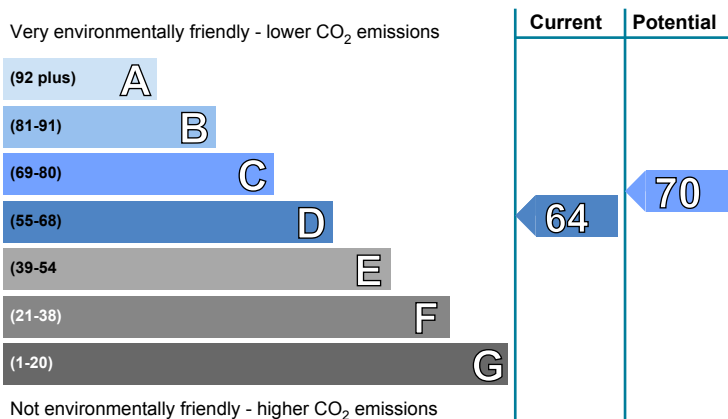 Current Potential
Very environmentally friendly - lower CO2 emissions
(92 plus) A
(81-91) B
(69-80) C
(55-68) D
(39-54 E
(21-38) F
(1-20) G
64
70
Not environmentally friendly - higher CO2 emissions